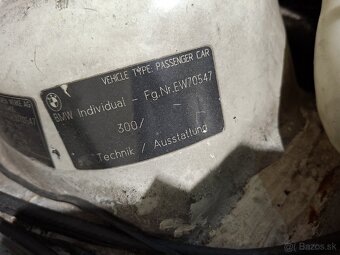 VEHICLE TYPE: PASSENGER CAR
BMW Individual - Fg.Nr.EW70547
300/
Technik / Ausstattung
bazos.sk